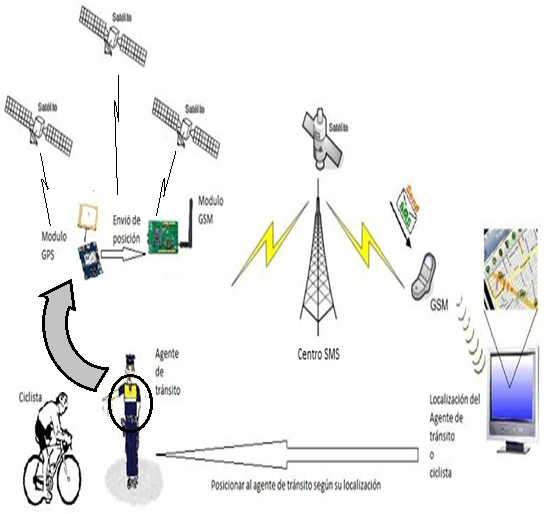 Satélite
Satélite
Satélite
Satélite
Modulo
GPS
Envió de
posición
Modulo
GSM
GSM
Centro SMS
Agente
de
tránsito
Ciclista
Localización del
Agente de
tránsito
o
ciclista
Posicionar al agente de tránsito según su localización